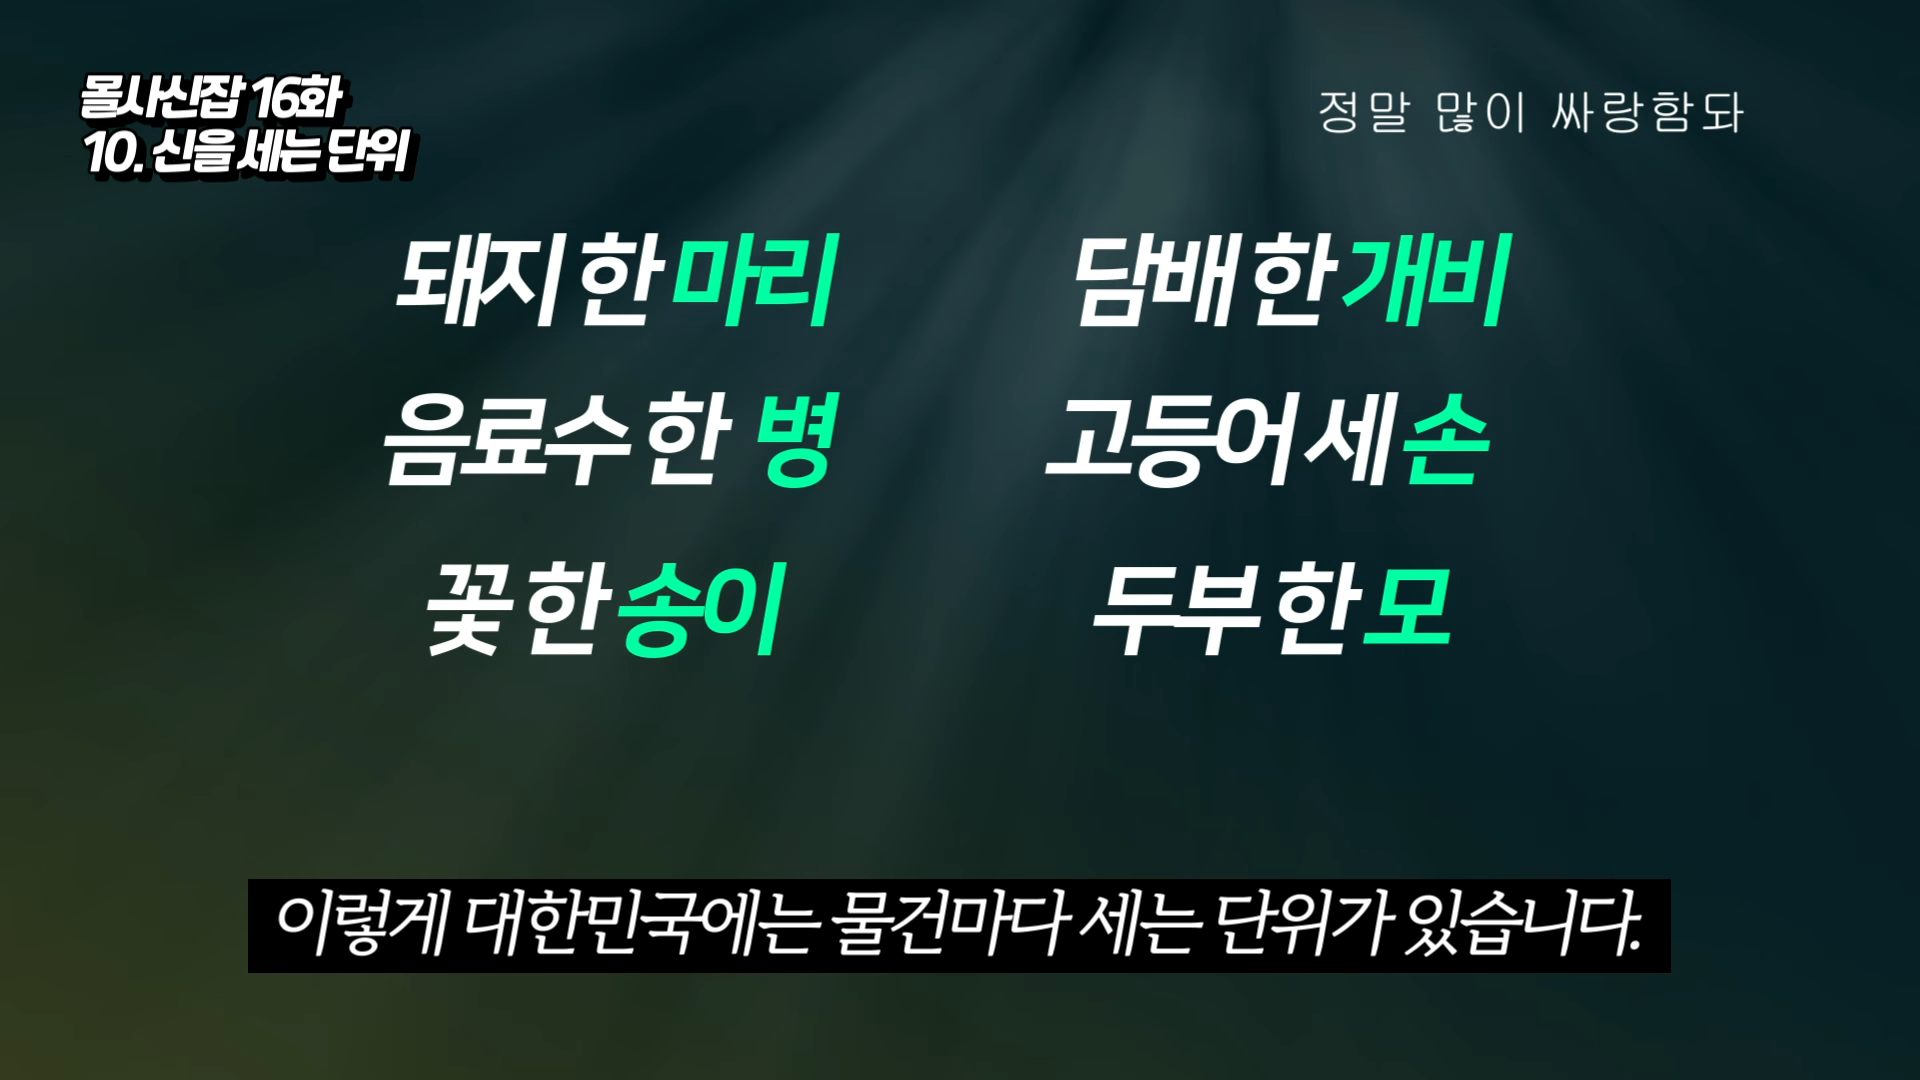 몰사신잡 16화
10. 신을 세는 단위
정말 많이 싸랑함돠
돼지 한 마리
담배 한 개비
음료수 한 병
고등어 세 손
꽃 한 송이
두부 한 모
이렇게 대한민국에는 물건마다 세는 단위가 있습니다.